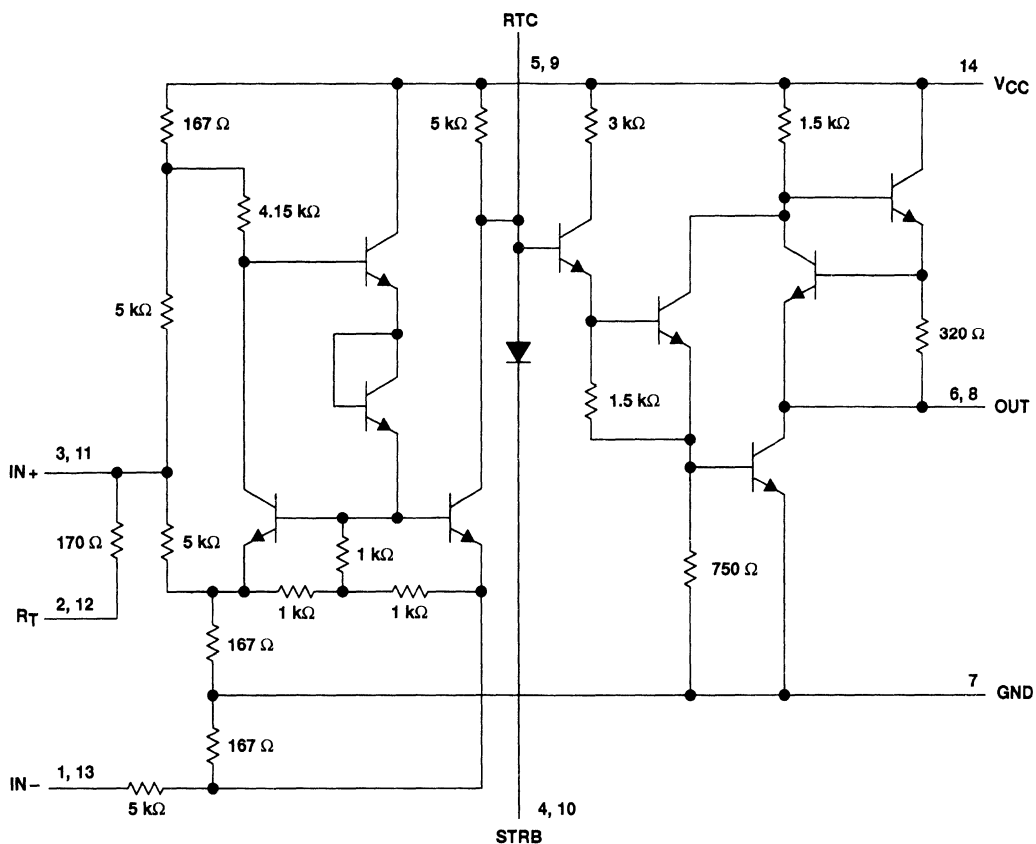 RTC
5, 9
14
VCC
167 Ω
5 kΩ
3 kΩ
1.5 kΩ
4.15 kΩ
5 kΩ
320 Ω
1.5 kΩ
6, 8
OUT
3, 11
IN+
170 Ω
5 kΩ
1 kΩ
750 Ω
2, 12
RT
1 kΩ
1 kΩ
167 Ω
7
GND
167 Ω
1, 13
IN−
5 kΩ
4, 10
STRB